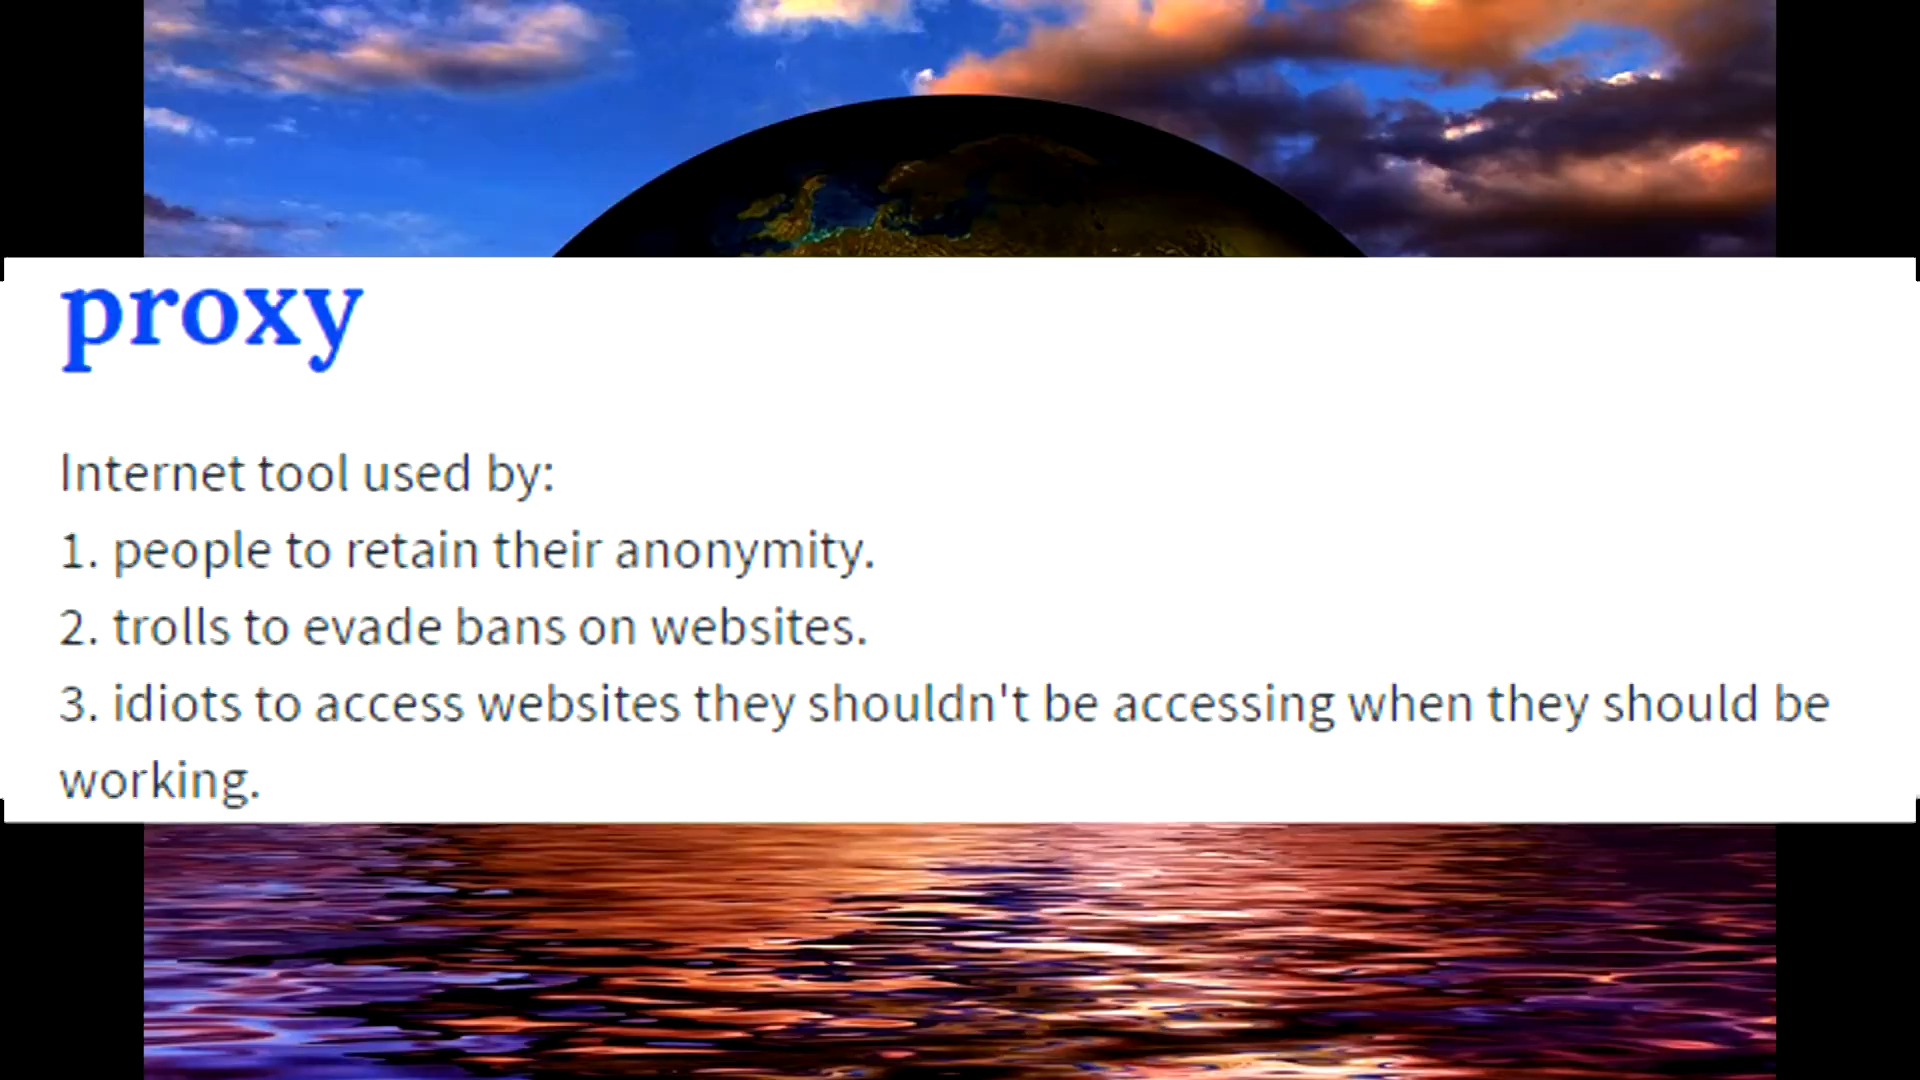 proxy
Internet tool used by:
1. people to retain their anonymity.
2. trolls to evade bans on websites.
3. idiots to access websites they shouldn't be accessing when they should be
working.